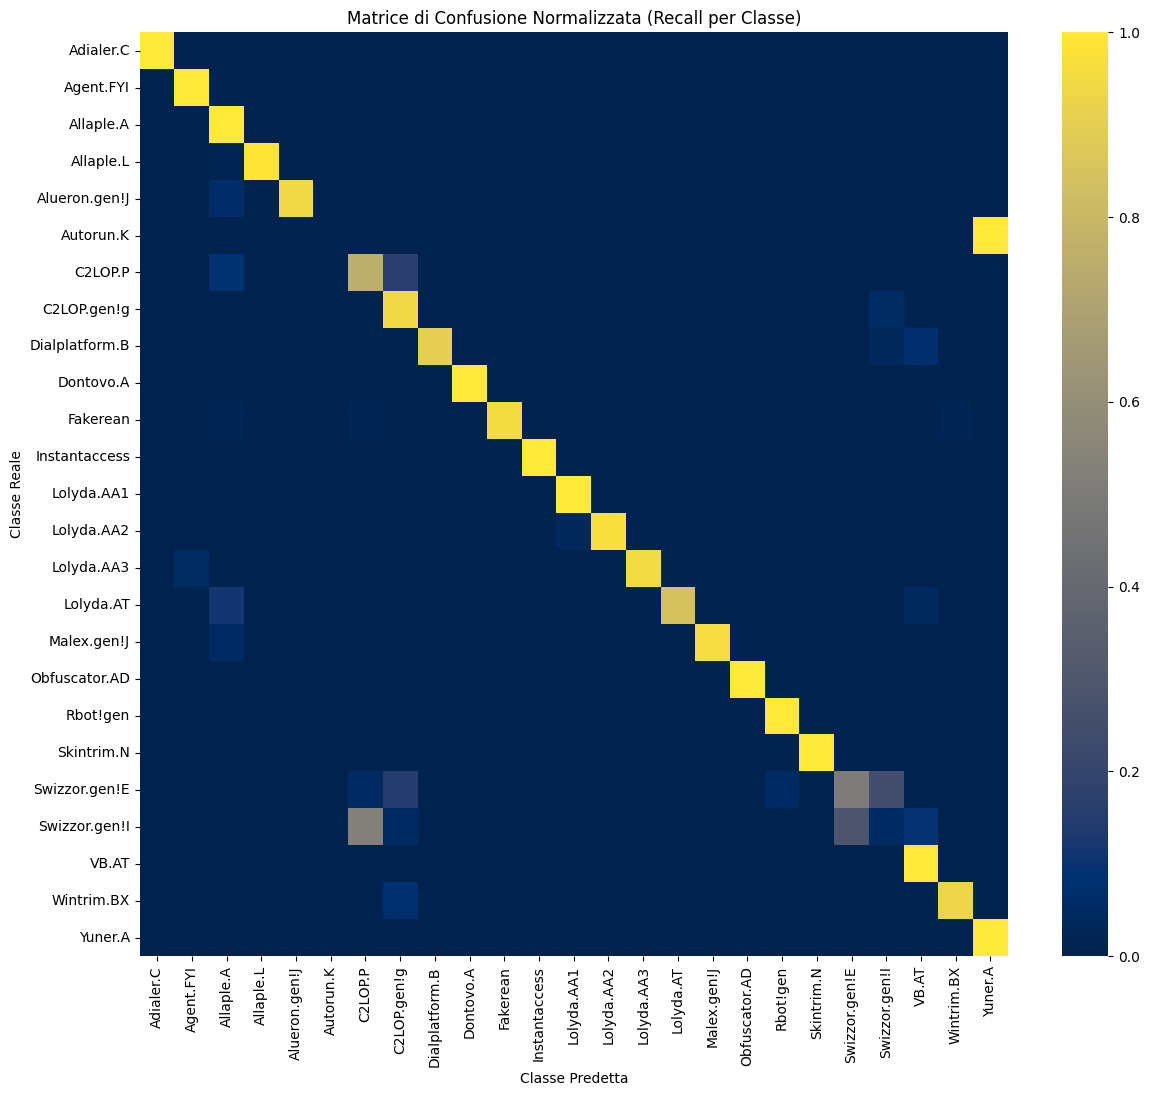 Matrice di Confusione Normalizzata (Recall per Classe)
Classe Reale
Adialer.C
Agent.FYI
Allaple.A
Allaple.L
Alueron.gen!J
Autorun.K
C2LOP.P
C2LOP.gen!g
Dialplatform.B
Dontovo.A
Fakerean
Instantaccess
Lolyda.AA1
Lolyda.AA2
Lolyda.AA3
Lolyda.AT
Malex.gen!J
Obfuscator.AD
Rbot!gen
Skintrim.N
Swizzor.gen!E
Swizzor.gen!I
VB.AT
Wintrim.BX
Yuner.A
Adialer.C
Agent.FYI
Allaple.A
Allaple.L
Alueron.gen!J
Autorun.K
C2LOP.P
C2LOP.gen!g
Dialplatform.B
Dontovo.A
Fakerean
Instantaccess
Lolyda.AA1
Lolyda.AA2
Lolyda.AA3
Lolyda.AT
Malex.gen!J
Obfuscator.AD
Rbot!gen
Skintrim.N
Swizzor.gen!E
Swizzor.gen!I
VB.AT
Wintrim.BX
Yuner.A
Classe Predetta
1.0
0.8
0.6
0.4
0.2
0.0